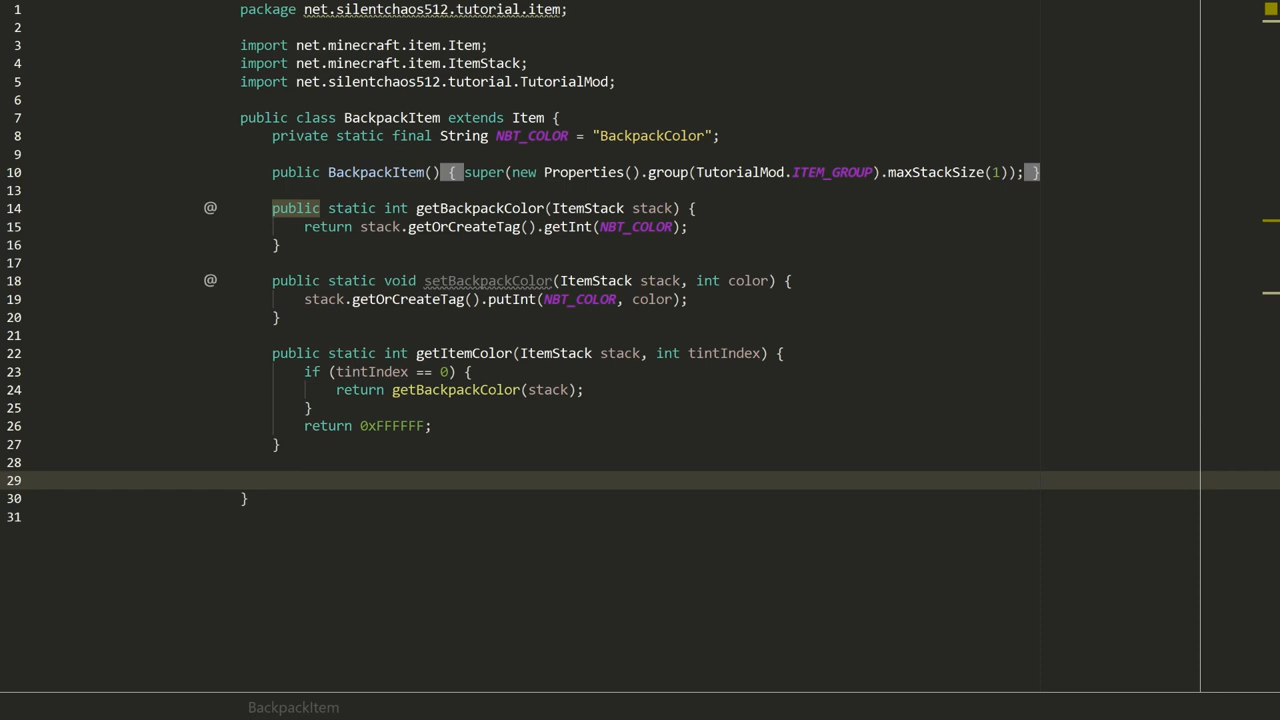 1 package net.silentchaos512.tutorial.item;
2
3 import net.minecraft.item.Item;
4 import net.minecraft.item.ItemStack;
5 import net.silentchaos512.tutorial.TutorialMod;
6
7 public class BackpackItem extends Item {
8 private static final String NBT_COLOR = "BackpackColor";
9
10 public BackpackItem() { super(new Properties().group(TutorialMod.ITEM_GROUP).maxStackSize(1)); }
13
14 @ public static int getBackpackColor(ItemStack stack) {
15 return stack.getOrCreateTag().getInt(NBT_COLOR);
16 }
17
18 @ public static void setBackpackColor(ItemStack stack, int color) {
19 stack.getOrCreateTag().putInt(NBT_COLOR, color);
20 }
21
22 public static int getItemColor(ItemStack stack, int tintIndex) {
23 if (tintIndex == 0) {
24 return getBackpackColor(stack);
25 }
26 return 0xFFFFFF;
27 }
28
29
30 }
31
BackpackItem